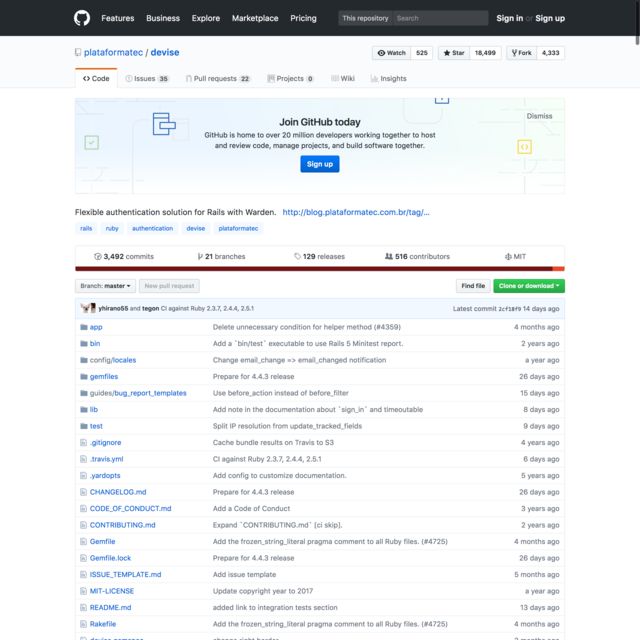 Features Business Explore Marketplace Pricing This repository Search Sign in or Sign up
plataformatec / devise Watch 525 Star 18,499 Fork 4,333
Code Issues 35 Pull requests 22 Projects 0 Wiki Insights
Dismiss
Join GitHub today
GitHub is home to over 20 million developers working together to host
and review code, manage projects, and build software together.
Sign up
Flexible authentication solution for Rails with Warden. http://blog.plataformatec.com.br/tag/…
rails ruby authentication devise plataformatec
3,492 commits 21 branches 129 releases 516 contributors MIT
Branch: master New pull request Find file Clone or download
yhirano55 and tegon CI against Ruby 2.3.7, 2.4.4, 2.5.1 Latest commit 2cf18f9 14 days ago
app Delete unnecessary condition for helper method (#4359) 4 months ago
bin Add a `bin/test` executable to use Rails 5 Minitest report. 2 years ago
config/locales Change email_change => email_changed notification a year ago
gemfiles Prepare for 4.4.3 release 26 days ago
guides/bug_report_templates Use before_action instead of before_filter 15 days ago
lib Add note in the documentation about `sign_in` and timeoutable 8 days ago
test Split IP resolution from update_tracked_fields 9 days ago
.gitignore Cache bundle results on Travis to S3 4 years ago
.travis.yml CI against Ruby 2.3.7, 2.4.4, 2.5.1 6 days ago
.yardopts Add config to customize documentation. 5 years ago
CHANGELOG.md Prepare for 4.4.3 release 26 days ago
CODE_OF_CONDUCT.md Add a Code of Conduct 3 years ago
CONTRIBUTING.md Expand `CONTRIBUTING.md` [ci skip]. 2 years ago
Gemfile Add the frozen_string_literal pragma comment to all Ruby files. (#4725) 4 months ago
Gemfile.lock Prepare for 4.4.3 release 26 days ago
ISSUE_TEMPLATE.md Add issue template 5 months ago
MIT-LICENSE Update copyright year to 2017 a year ago
README.md added link to integration tests section 13 days ago
Rakefile Add the frozen_string_literal pragma comment to all Ruby files. (#4725) 4 months ago